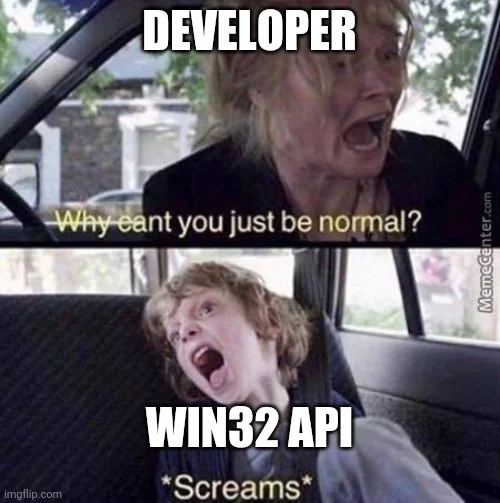 DEVELOPER
Why cant you just be normal?
MemeCenter.com
WIN32 API
*Screams*
imgflip.com